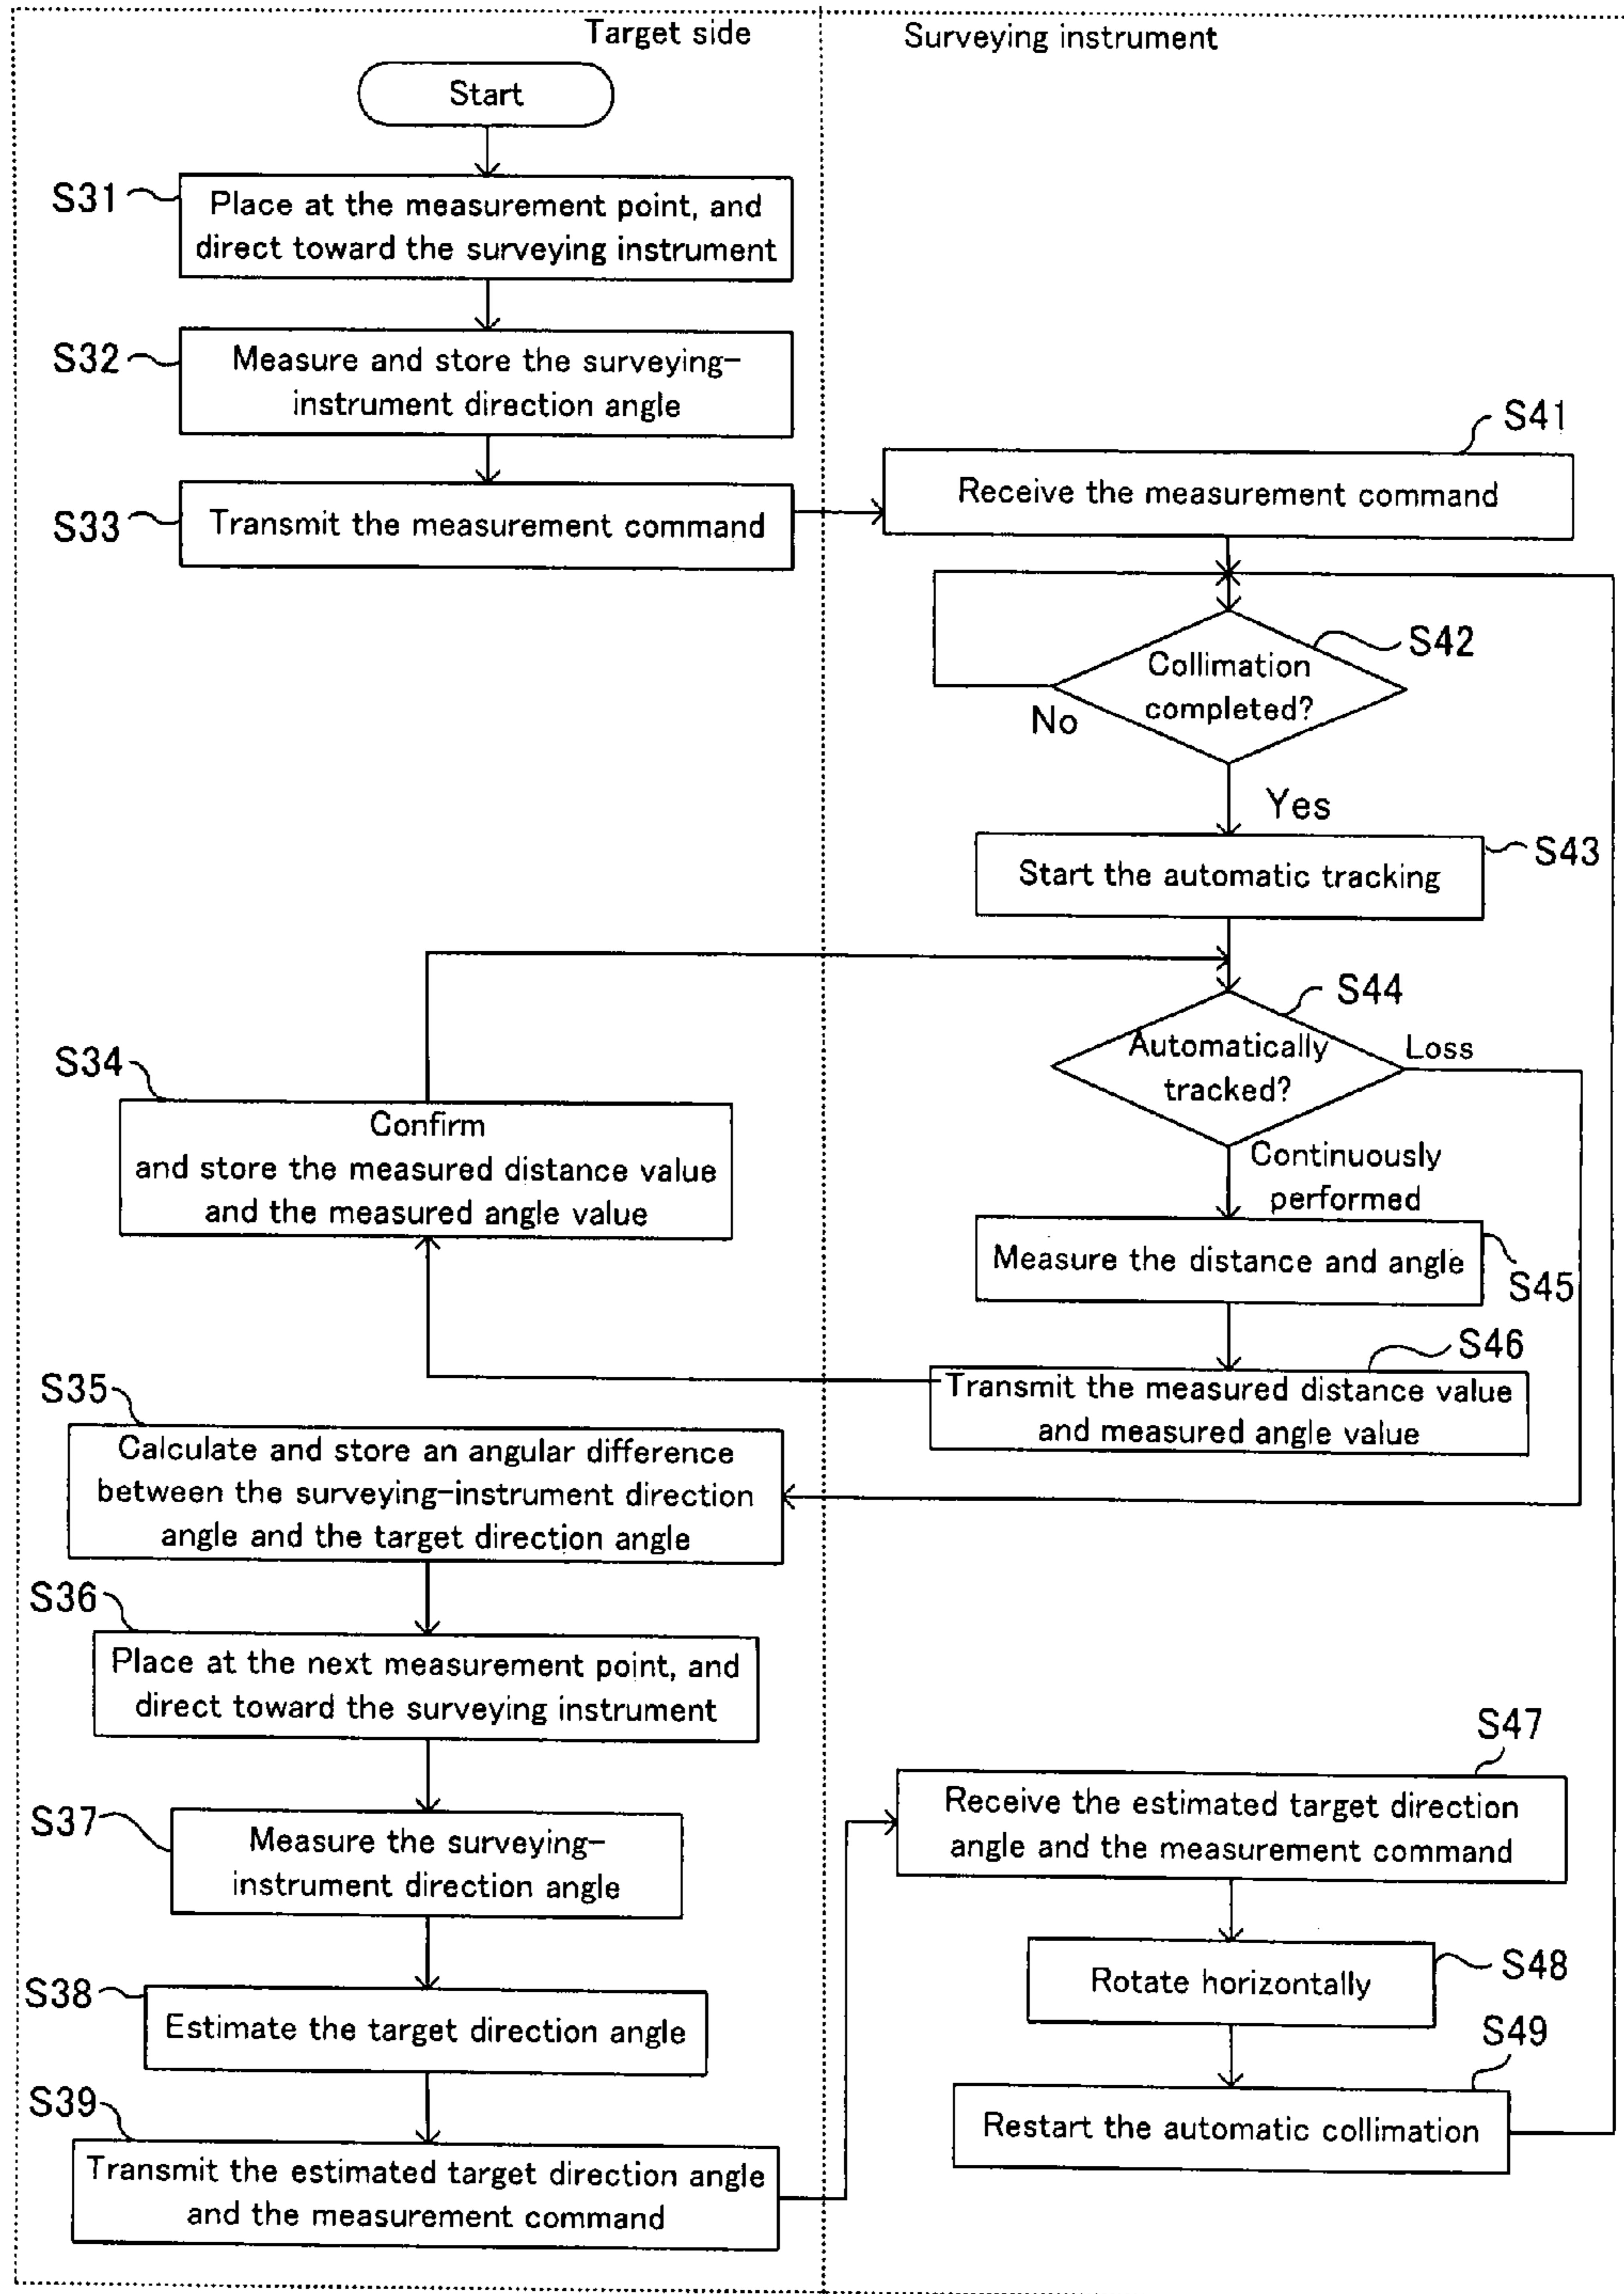 Target side
Surveying instrument
Start
S31
Place at the measurement point, and
direct toward the surveying instrument
S32
Measure and store the surveying-
instrument direction angle
S33
Transmit the measurement command
S41
Receive the measurement command
S42
Collimation
completed?
No
Yes
S43
Start the automatic tracking
S44
Automatically
tracked?
Loss
Continuously
performed
S34
Confirm
and store the measured distance value
and the measured angle value
Measure the distance and angle
S45
S46
Transmit the measured distance value
and measured angle value
S35
Calculate and store an angular difference
between the surveying-instrument direction
angle and the target direction angle
S36
Place at the next measurement point, and
direct toward the surveying instrument
S37
Measure the surveying-
instrument direction angle
S38
Estimate the target direction angle
S39
Transmit the estimated target direction angle
and the measurement command
S47
Receive the estimated target direction
angle and the measurement command
Rotate horizontally
S48
S49
Restart the automatic collimation